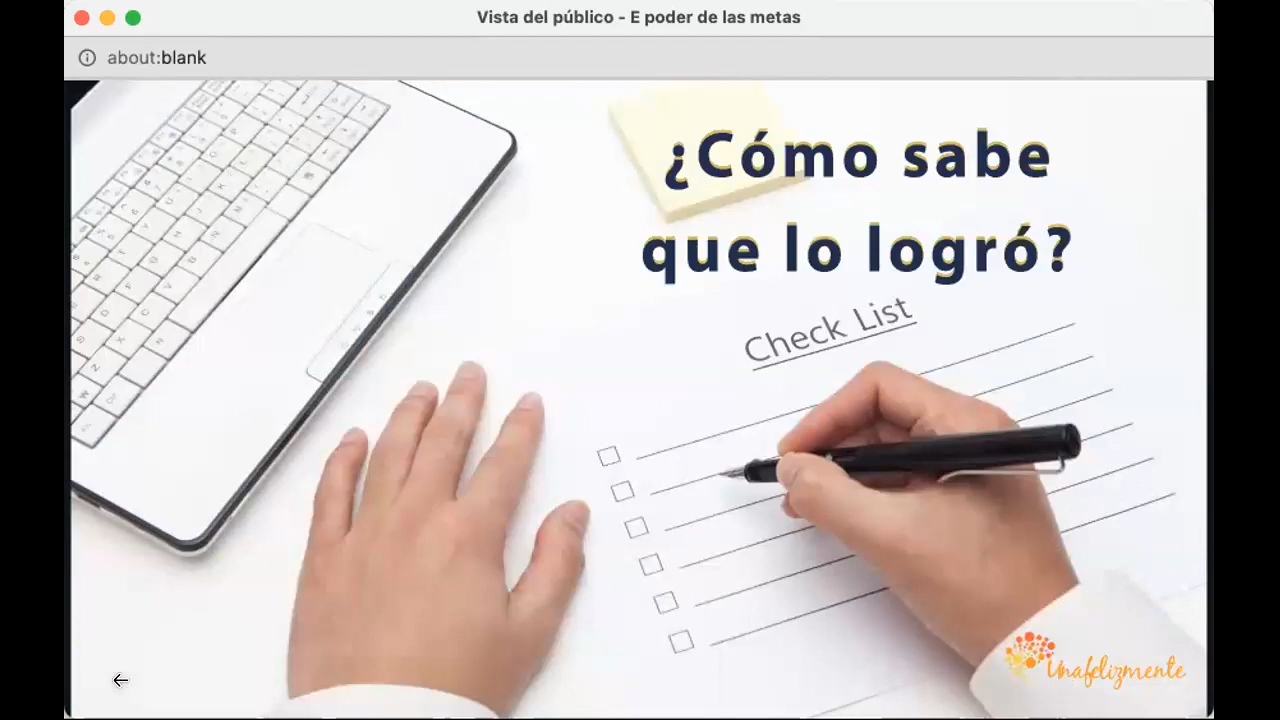 Vista del público - E poder de las metas
about:blank
¿Cómo sabe
que lo logró?
Check List
Unafelizmente